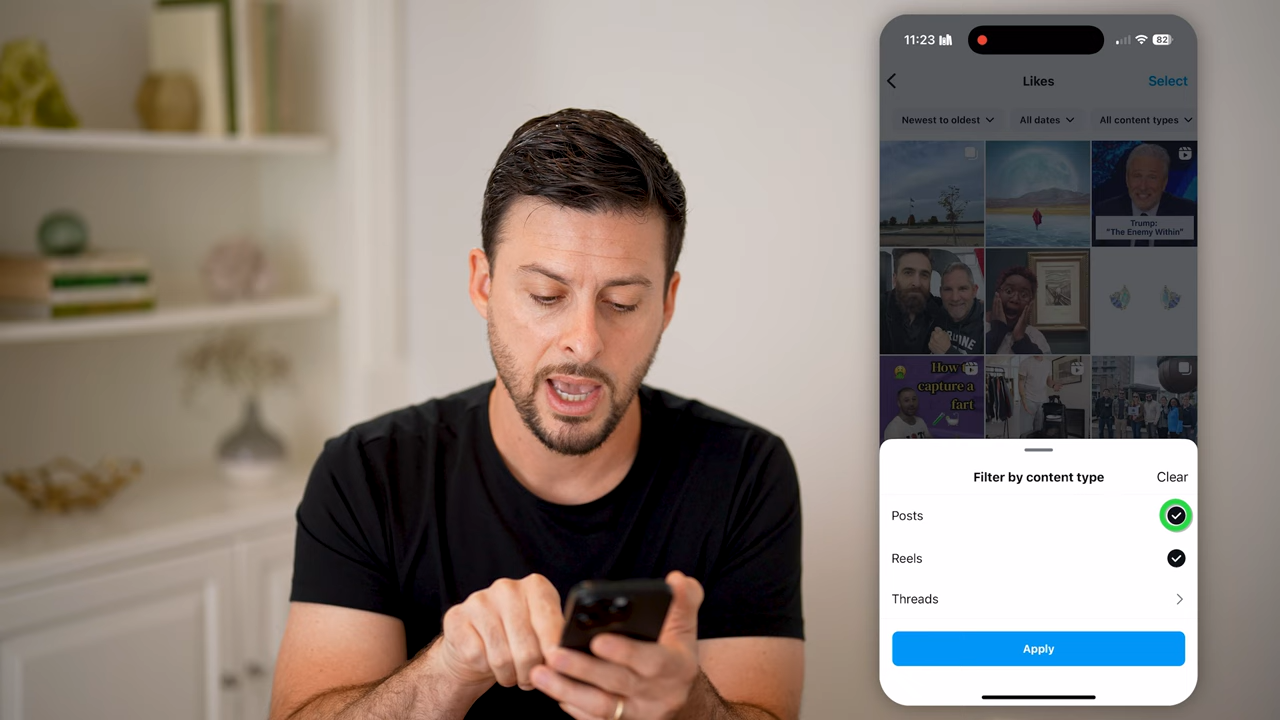 11:23
82
Likes
Select
Newest to oldest
All dates
All content types
Trump:
"The Enemy Within"
How
capture a
fart
Filter by content type
Clear
Posts
Reels
Threads
Apply